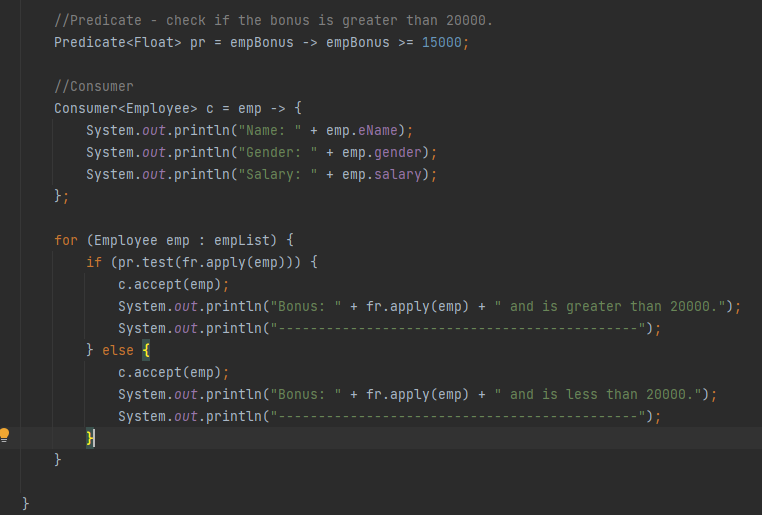 //Predicate - check if the bonus is greater than 20000.
Predicate<Float> pr = empBonus -> empBonus >= 15000;
//Consumer
Consumer<Employee> c = emp -> {
System.out.println("Name: " + emp.eName);
System.out.println("Gender: " + emp.gender);
System.out.println("Salary: " + emp.salary);
};
for (Employee emp : empList) {
if (pr.test(fr.apply(emp))) {
c.accept(emp);
System.out.println("Bonus: " + fr.apply(emp) + " and is greater than 20000.");
System.out.println("---------------------------------------------");
} else {
c.accept(emp);
System.out.println("Bonus: " + fr.apply(emp) + " and is less than 20000.");
System.out.println("---------------------------------------------");
}
}
}